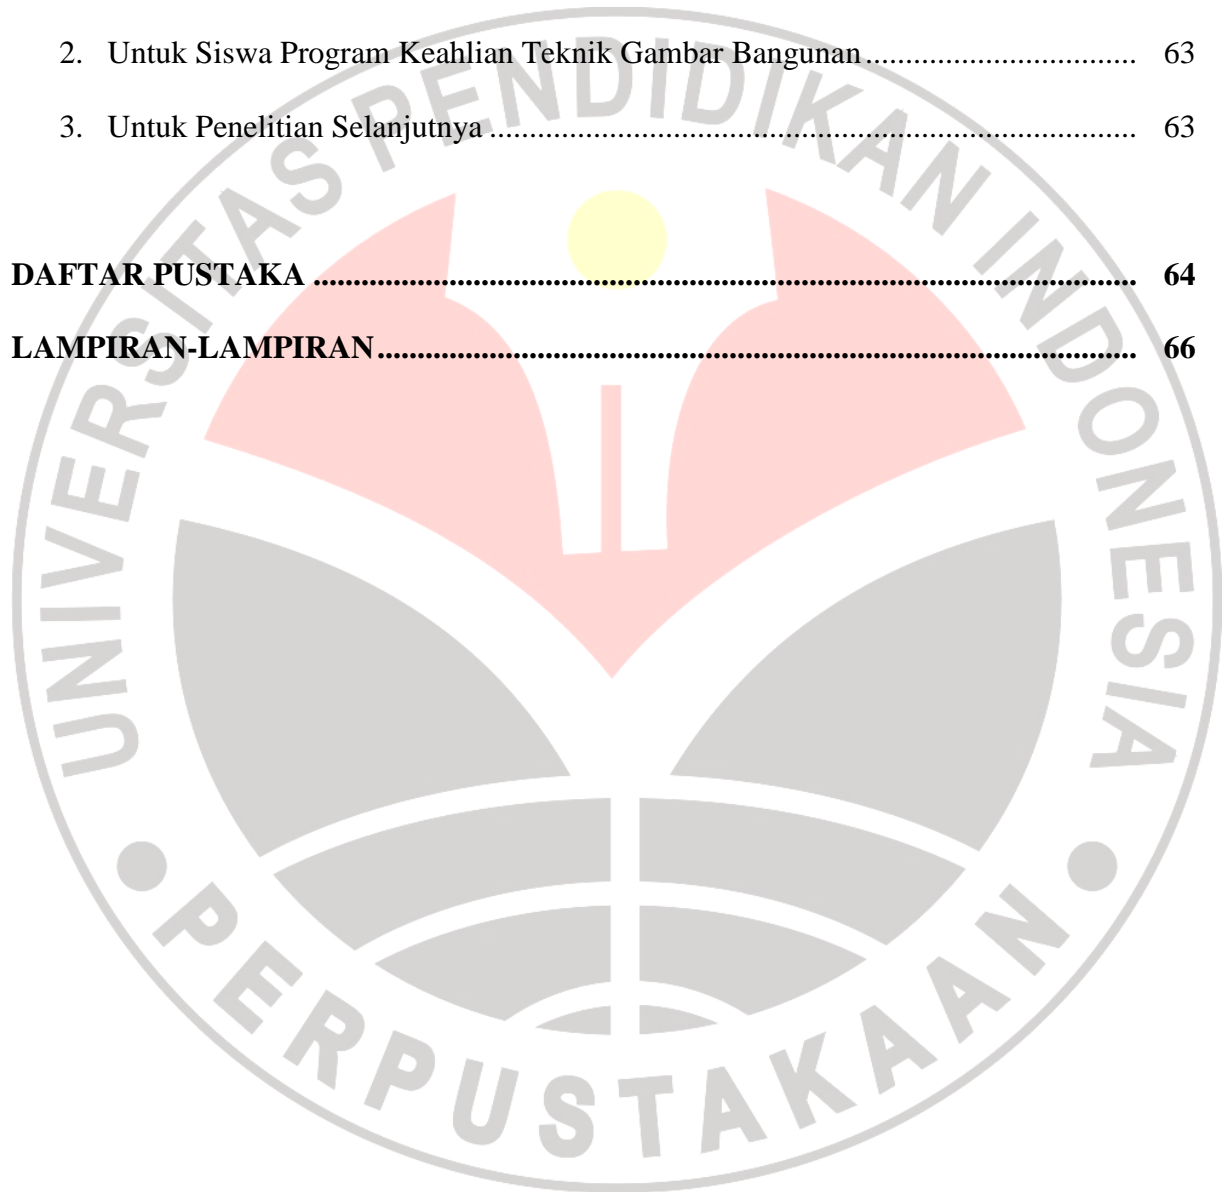 2. Untuk Siswa Program Keahlian Teknik Gambar Bangunan .................................. 63
3. Untuk Penelitian Selanjutnya ................................................................................. 63
DAFTAR PUSTAKA .......................................................................................................... 64
LAMPIRAN-LAMPIRAN .................................................................................................. 66
UNIVERSITAS PENDIDIKAN INDONESIA
PERPUSTAKAAN